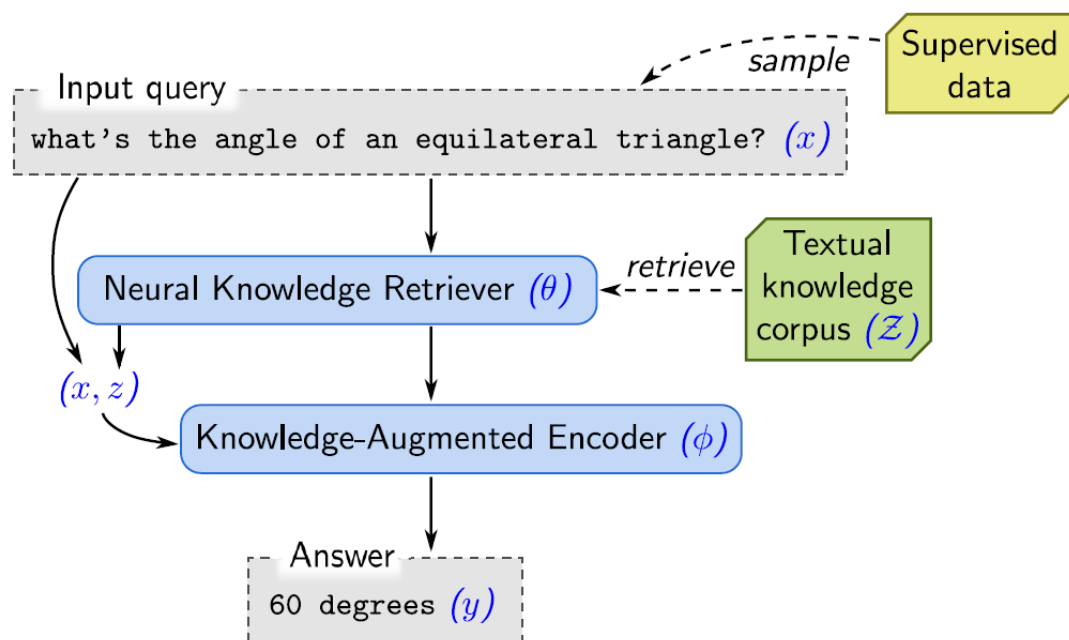 Supervised
data
sample
Input query
what's the angle of an equilateral triangle? (x)
Textual
knowledge
corpus (𝒵)
retrieve
Neural Knowledge Retriever (θ)
(x, z)
Knowledge-Augmented Encoder (ϕ)
Answer
60 degrees (y)